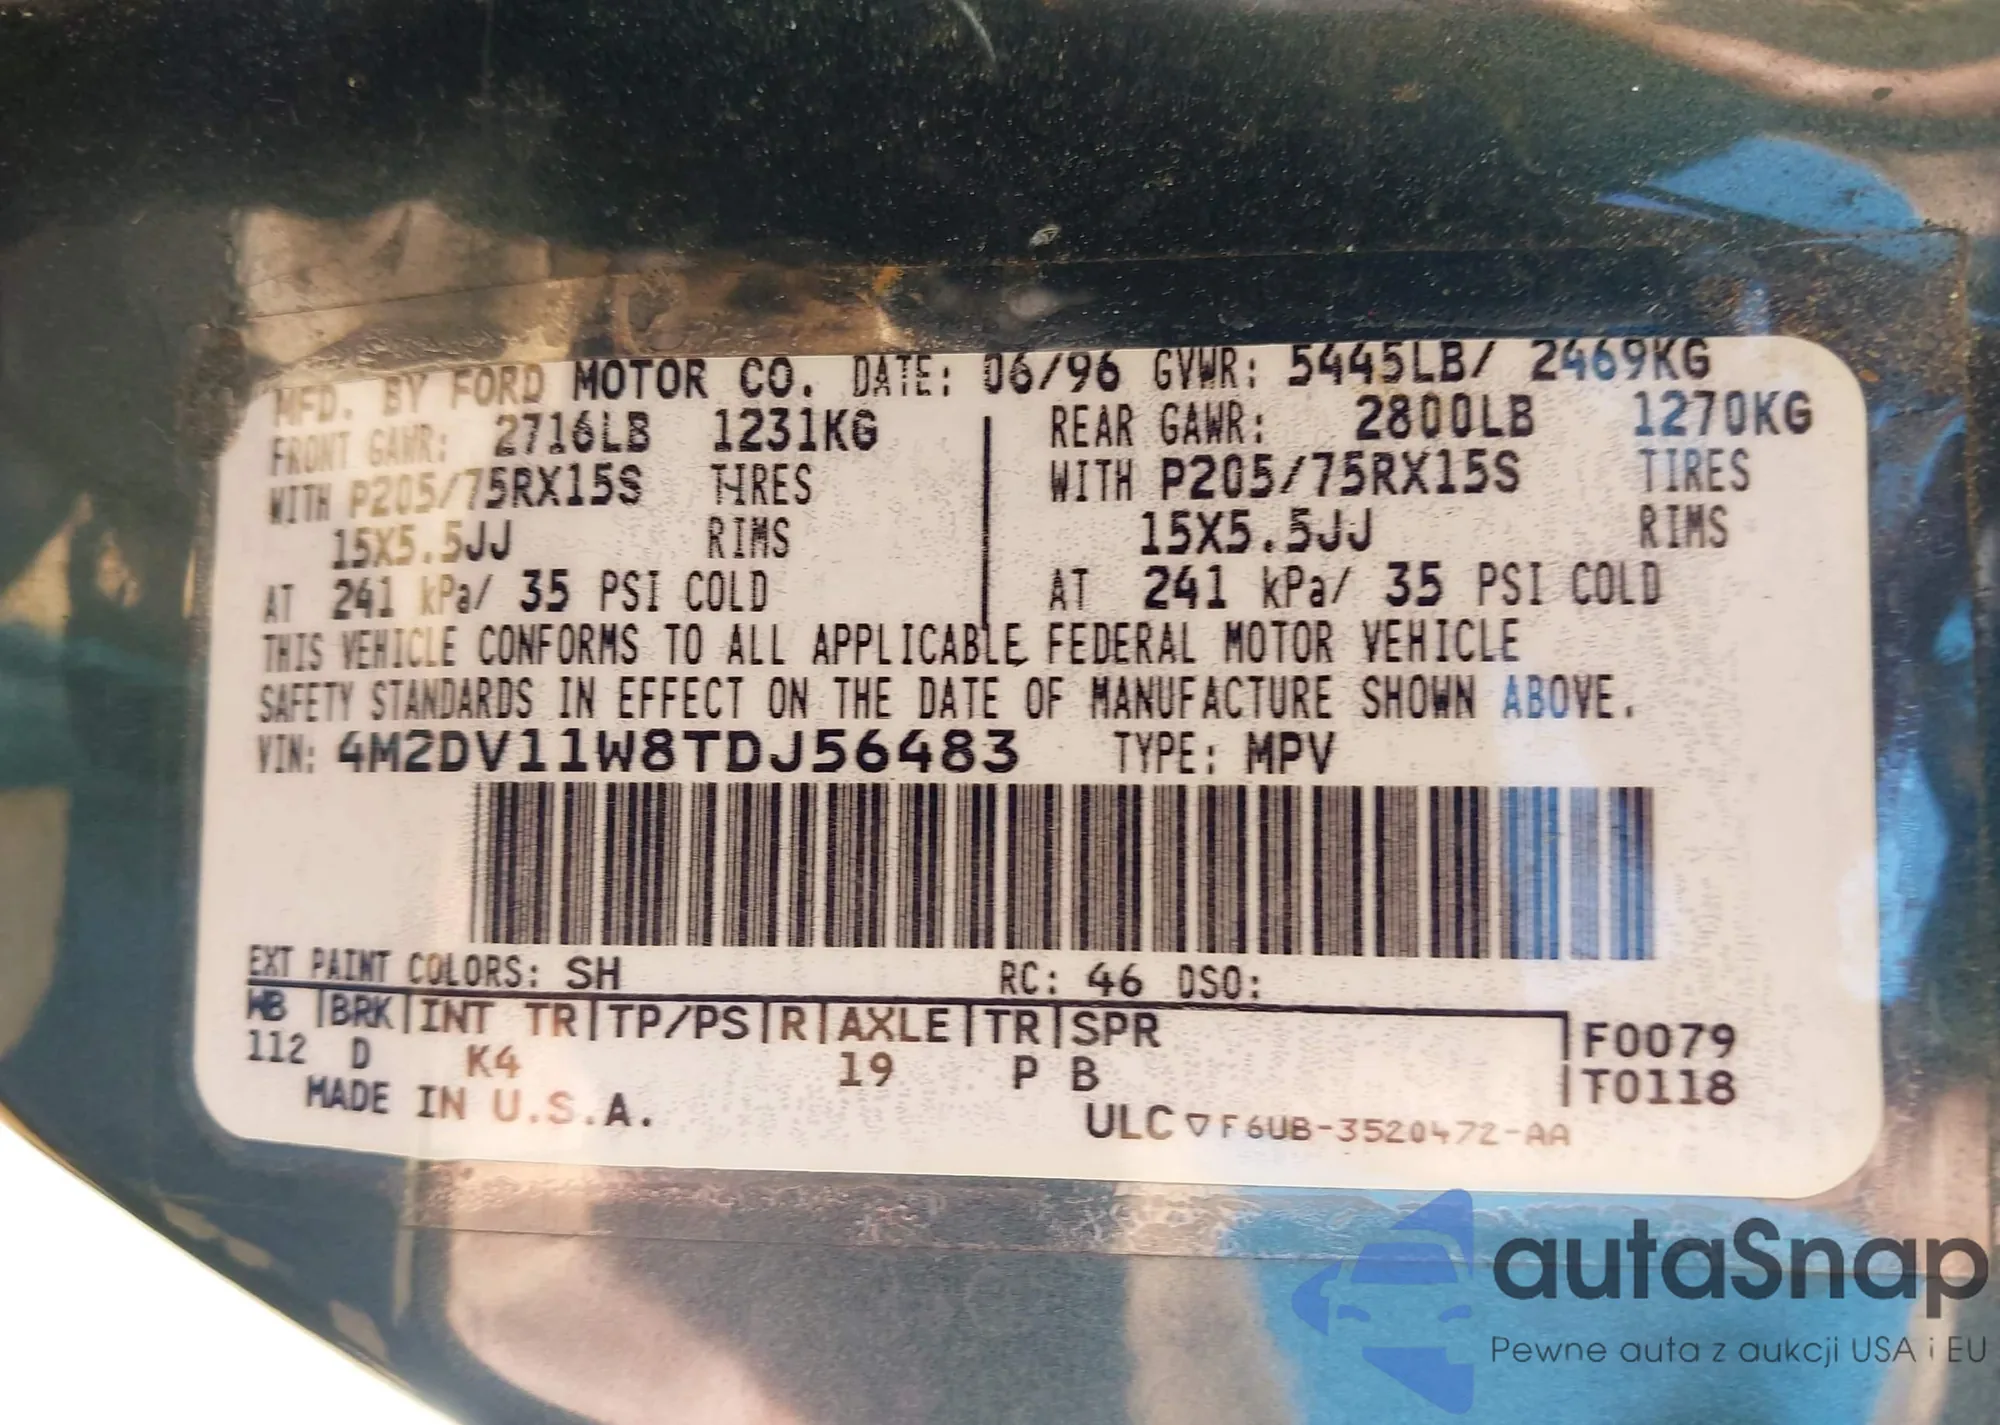 MFD. BY FORD MOTOR CO. DATE: 06/96 GVWR: 5445LB/ 2469KG
FRONT GAWR: 2716LB 1231KG REAR GAWR: 2800LB 1270KG
WITH P205/75RX15S TIRES WITH P205/75RX15S TIRES
15X5.5JJ RIMS 15X5.5JJ RIMS
AT 241 kPa/ 35 PSI COLD AT 241 kPa/ 35 PSI COLD
THIS VEHICLE CONFORMS TO ALL APPLICABLE FEDERAL MOTOR VEHICLE
SAFETY STANDARDS IN EFFECT ON THE DATE OF MANUFACTURE SHOWN ABOVE.
VIN: 4M2DV11W8TDJ56483 TYPE: MPV
EXT PAINT COLORS: SH RC: 46 DSO:
WB |BRK|INT TR|TP/PS|R|AXLE|TR|SPR F0079
112 D K4 19 P B T0118
MADE IN U.S.A. ULC ▽ F6UB-3520472-AA
autaSnap
Pewne auta z aukcji USA i EU